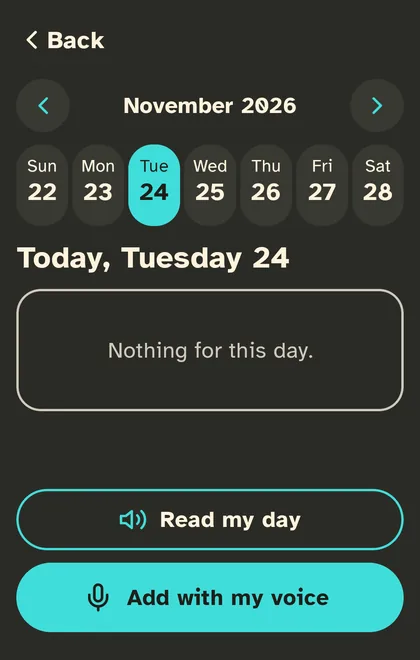 Back
November 2026
Sun Mon Tue Wed Thu Fri Sat
22 23 24 25 26 27 28
Today, Tuesday 24
Nothing for this day.
Read my day
Add with my voice